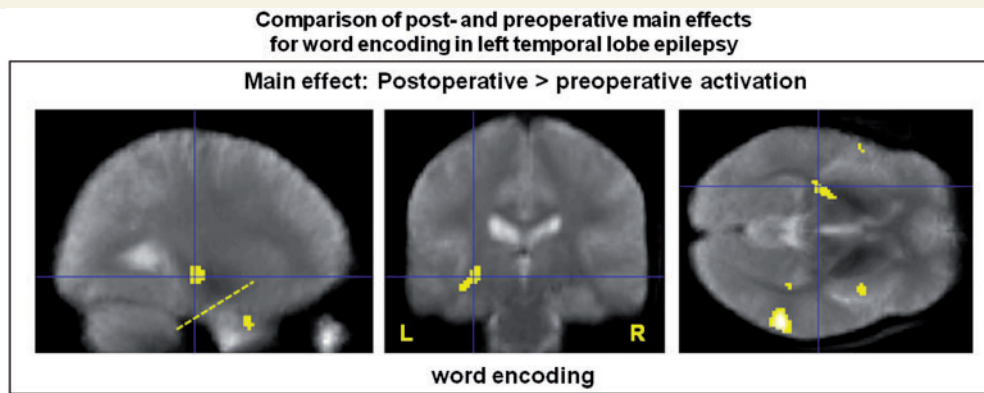 Comparison of post- and preoperative main effects
for word encoding in left temporal lobe epilepsy
Main effect: Postoperative > preoperative activation
L
R
word encoding